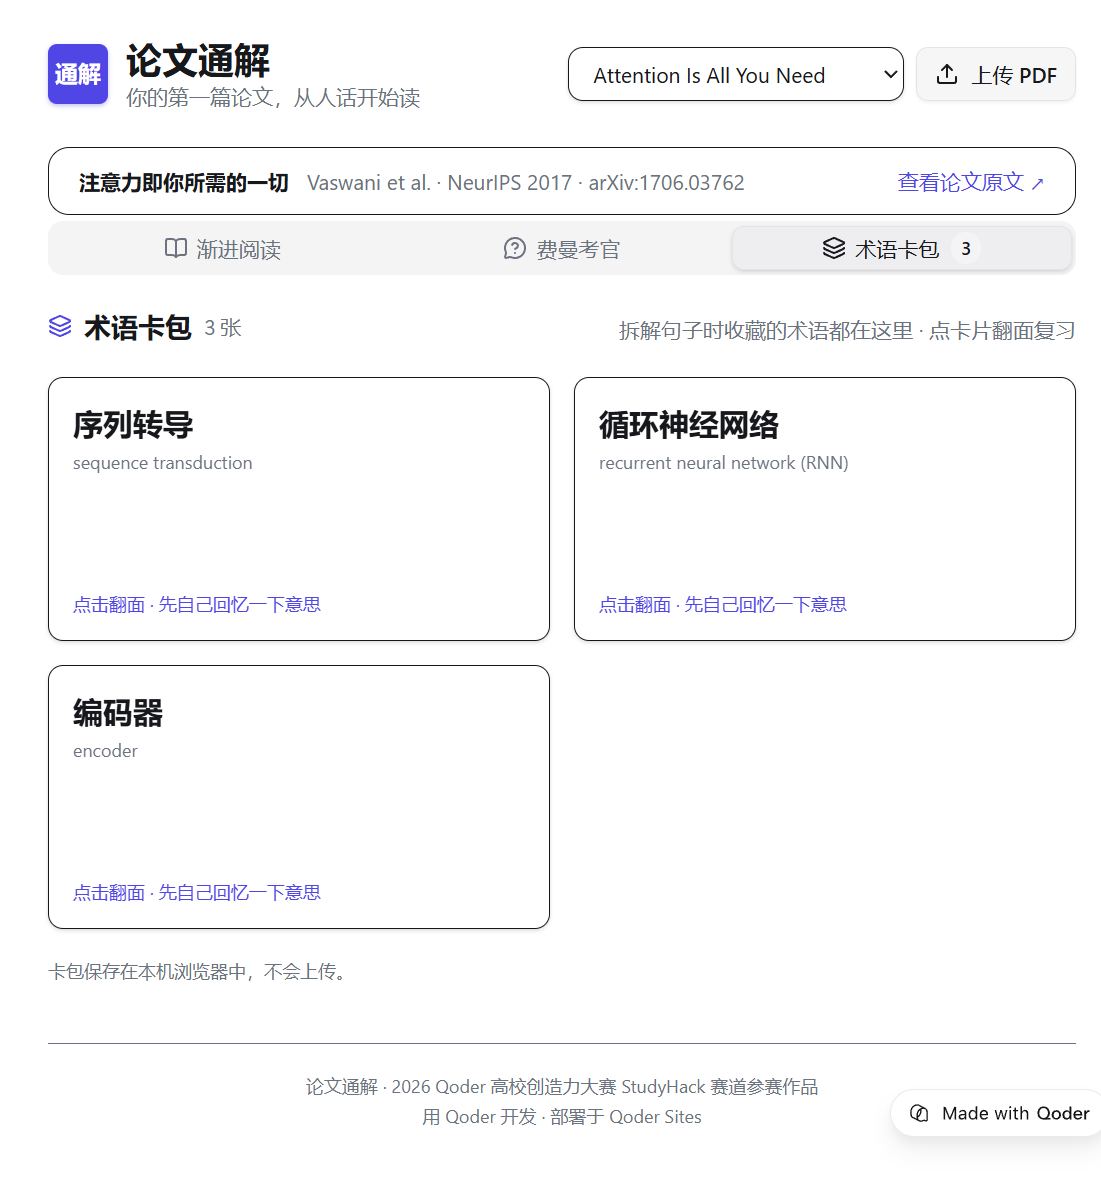 通解
论文通解
你的第一篇论文，从人话开始读
Attention Is All You Need
上传 PDF
注意力即你所需的一切 Vaswani et al. · NeurIPS 2017 · arXiv:1706.03762
查看论文原文 ↗
渐进阅读
费曼考官
术语卡包 3
术语卡包 3 张
拆解句子时收藏的术语都在这里 · 点卡片翻面复习
序列转导
sequence transduction
点击翻面 · 先自己回忆一下意思
循环神经网络
recurrent neural network (RNN)
点击翻面 · 先自己回忆一下意思
编码器
encoder
点击翻面 · 先自己回忆一下意思
卡包保存在本机浏览器中，不会上传。
论文通解 · 2026 Qoder 高校创造力大赛 StudyHack 赛道参赛作品
用 Qoder 开发 · 部署于 Qoder Sites
Made with Qoder